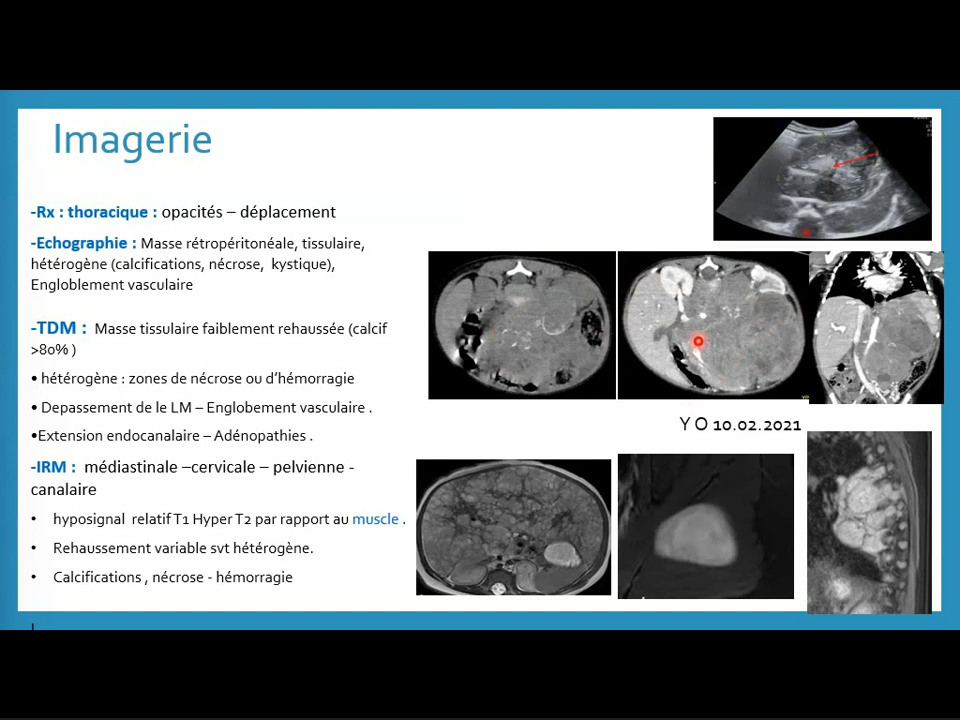 Imagerie
-Rx : thoracique : opacités – déplacement
-Echographie : Masse rétropéritonéale, tissulaire,
hétérogène (calcifications, nécrose, kystique),
Engloblement vasculaire
-TDM : Masse tissulaire faiblement rehaussée (calcif
>80% )
• hétérogène : zones de nécrose ou d’hémorragie
• Depassement de le LM – Englobement vasculaire .
•Extension endocanalaire – Adénopathies .
-IRM : médiastinale –cervicale – pelvienne -
canalaire
• hyposignal relatif T1 Hyper T2 par rapport au muscle .
• Rehaussement variable svt hétérogène.
• Calcifications , nécrose - hémorragie
Y O 10.02.2021